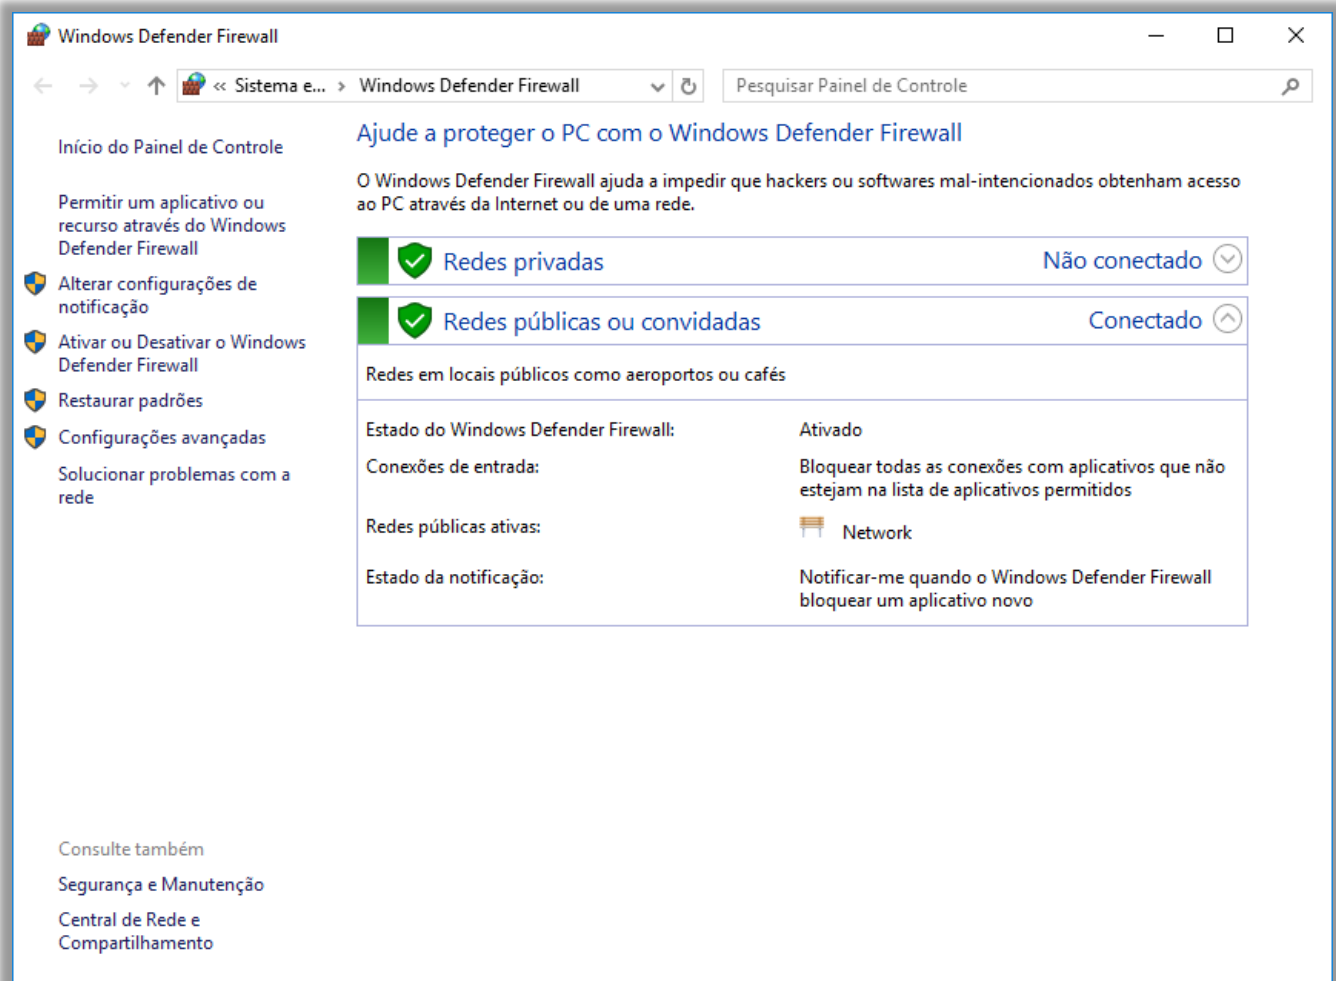 Windows Defender Firewall
« Sistema e... › Windows Defender Firewall
Pesquisar Painel de Controle
Início do Painel de Controle
Permitir um aplicativo ou
recurso através do Windows
Defender Firewall
Alterar configurações de
notificação
Ativar ou Desativar o Windows
Defender Firewall
Restaurar padrões
Configurações avançadas
Solucionar problemas com a
rede
Consulte também
Segurança e Manutenção
Central de Rede e
Compartilhamento
Ajude a proteger o PC com o Windows Defender Firewall
O Windows Defender Firewall ajuda a impedir que hackers ou softwares mal-intencionados obtenham acesso
ao PC através da Internet ou de uma rede.
Redes privadas Não conectado
Redes públicas ou convidadas Conectado
Redes em locais públicos como aeroportos ou cafés
Estado do Windows Defender Firewall: Ativado
Conexões de entrada: Bloquear todas as conexões com aplicativos que não
estejam na lista de aplicativos permitidos
Redes públicas ativas: Network
Estado da notificação: Notificar-me quando o Windows Defender Firewall
bloquear um aplicativo novo